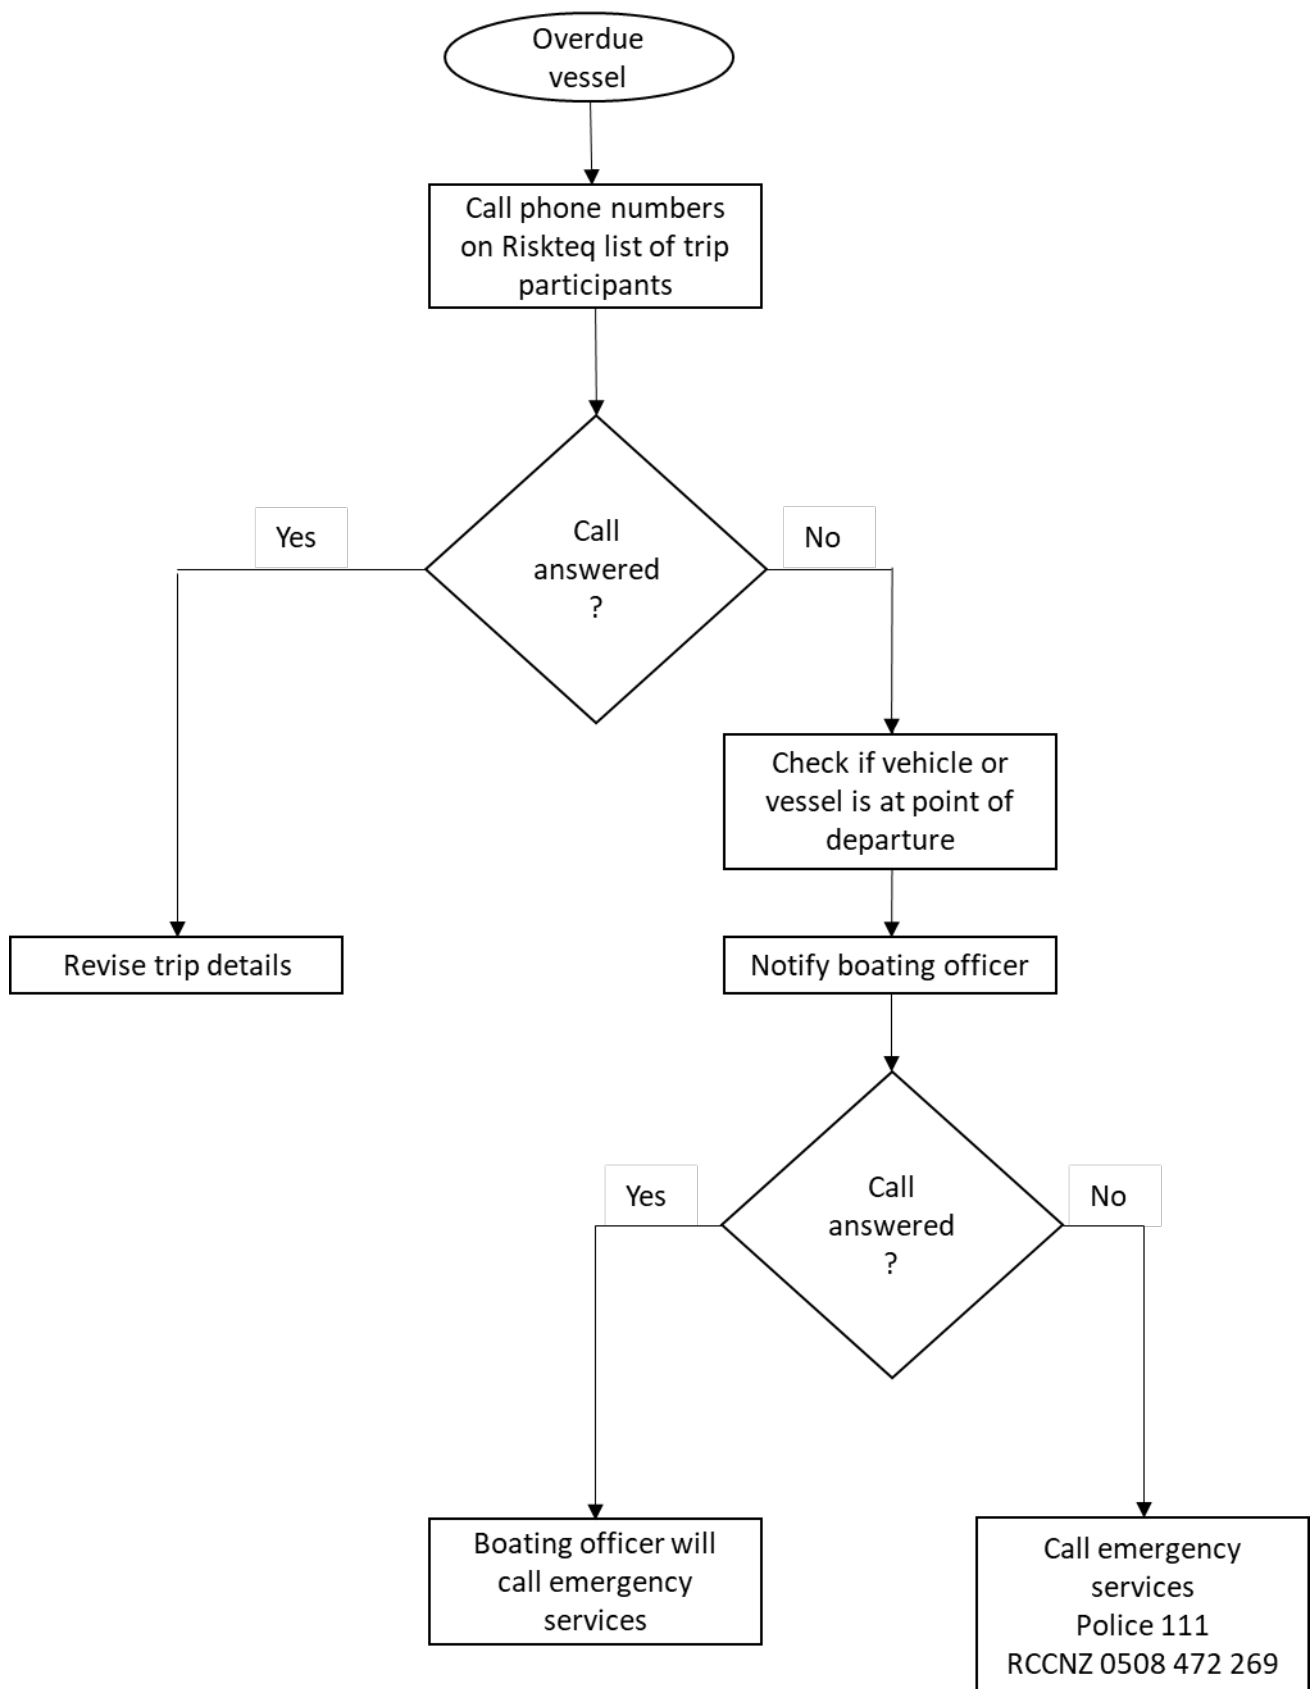 Overdue
vessel
Call phone numbers
on Riskteq list of trip
participants
Call
answered
?
Yes
No
Check if vehicle or
vessel is at point of
departure
Revise trip details
Notify boating officer
Call
answered
?
Yes
No
Boating officer will
call emergency
services
Call emergency
services
Police 111
RCCNZ 0508 472 269